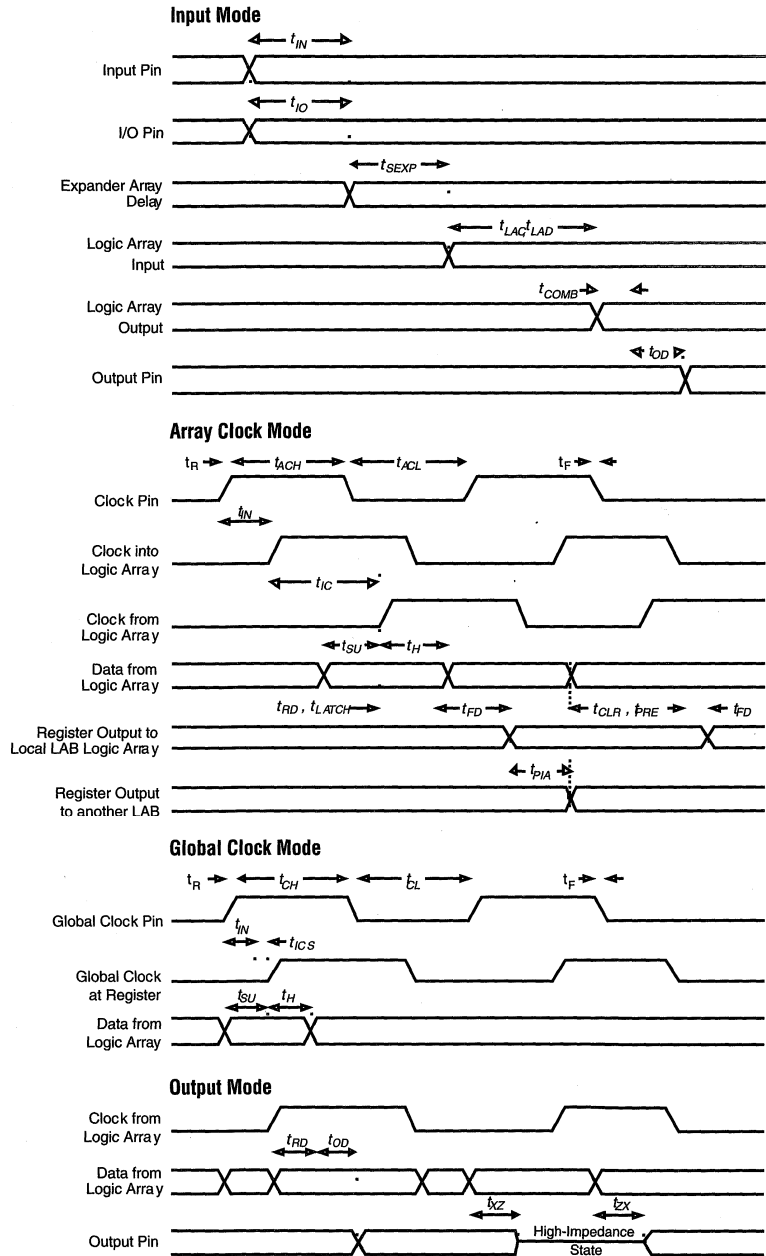 Input Mode
tIN
Input Pin
tIO
I/O Pin
tSEXP
Expander Array
Delay
tLAC, tLAD
Logic Array
Input
tCOMB
Logic Array
Output
tOD
Output Pin
Array Clock Mode
tR
tACH
tACL
tF
Clock Pin
tIN
Clock into
Logic Array
tIC
Clock from
Logic Array
tSU
tH
Data from
Logic Array
tRD , tLATCH
tFD
tCLR , tPRE
tFD
Register Output to
Local LAB Logic Array
tPIA
Register Output
to another LAB
Global Clock Mode
tR
tCH
tCL
tF
Global Clock Pin
tIN
tICS
Global Clock
at Register
tSU
tH
Data from
Logic Array
Output Mode
Clock from
Logic Array
tRD
tOD
Data from
Logic Array
tXZ
tZX
Output Pin
High-Impedance
State